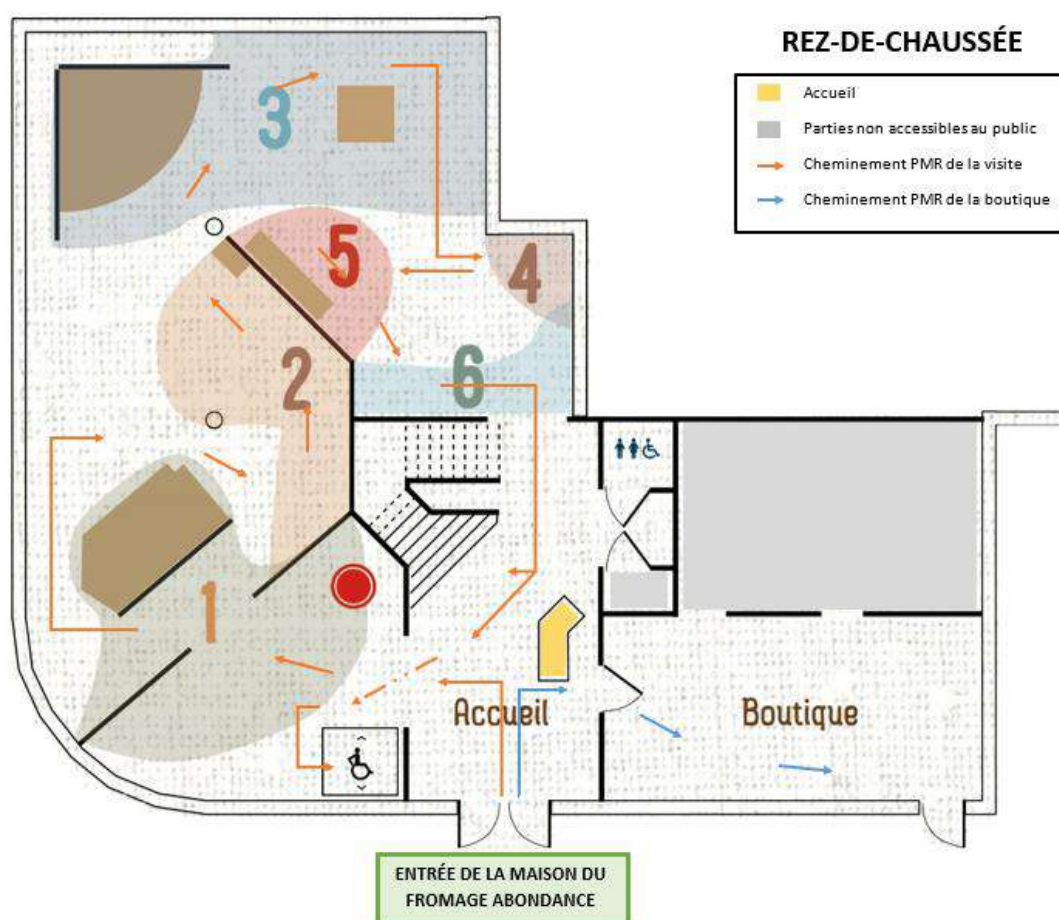 REZ-DE-CHAUSSÉE
Accueil
Parties non accessibles au public
Cheminement PMR de la visite
Cheminement PMR de la boutique
3
5
4
2
6
1
Accueil
Boutique
ENTRÉE DE LA MAISON DU
FROMAGE ABONDANCE